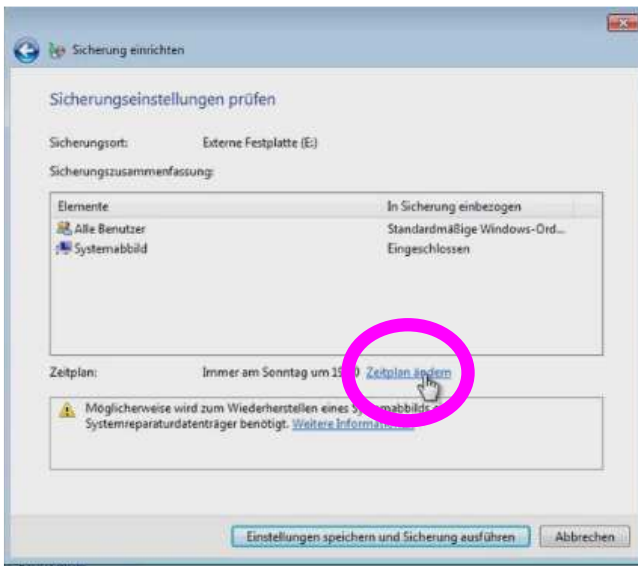 Sicherung einrichten
Sicherungseinstellungen prüfen
Sicherungsort: Externe Festplatte (E:)
Sicherungszusammenfassung:
Elemente In Sicherung einbezogen
Alle Benutzer Standardmäßige Windows-Ord...
Systemabbild Eingeschlossen
Zeitplan: Immer am Sonntag um Zeitplan ändern
Möglicherweise wird zum Wiederherstellen eines
Systemreparaturdatenträger benötigt. Weitere
Einstellungen speichern und Sicherung ausführen Abbrechen